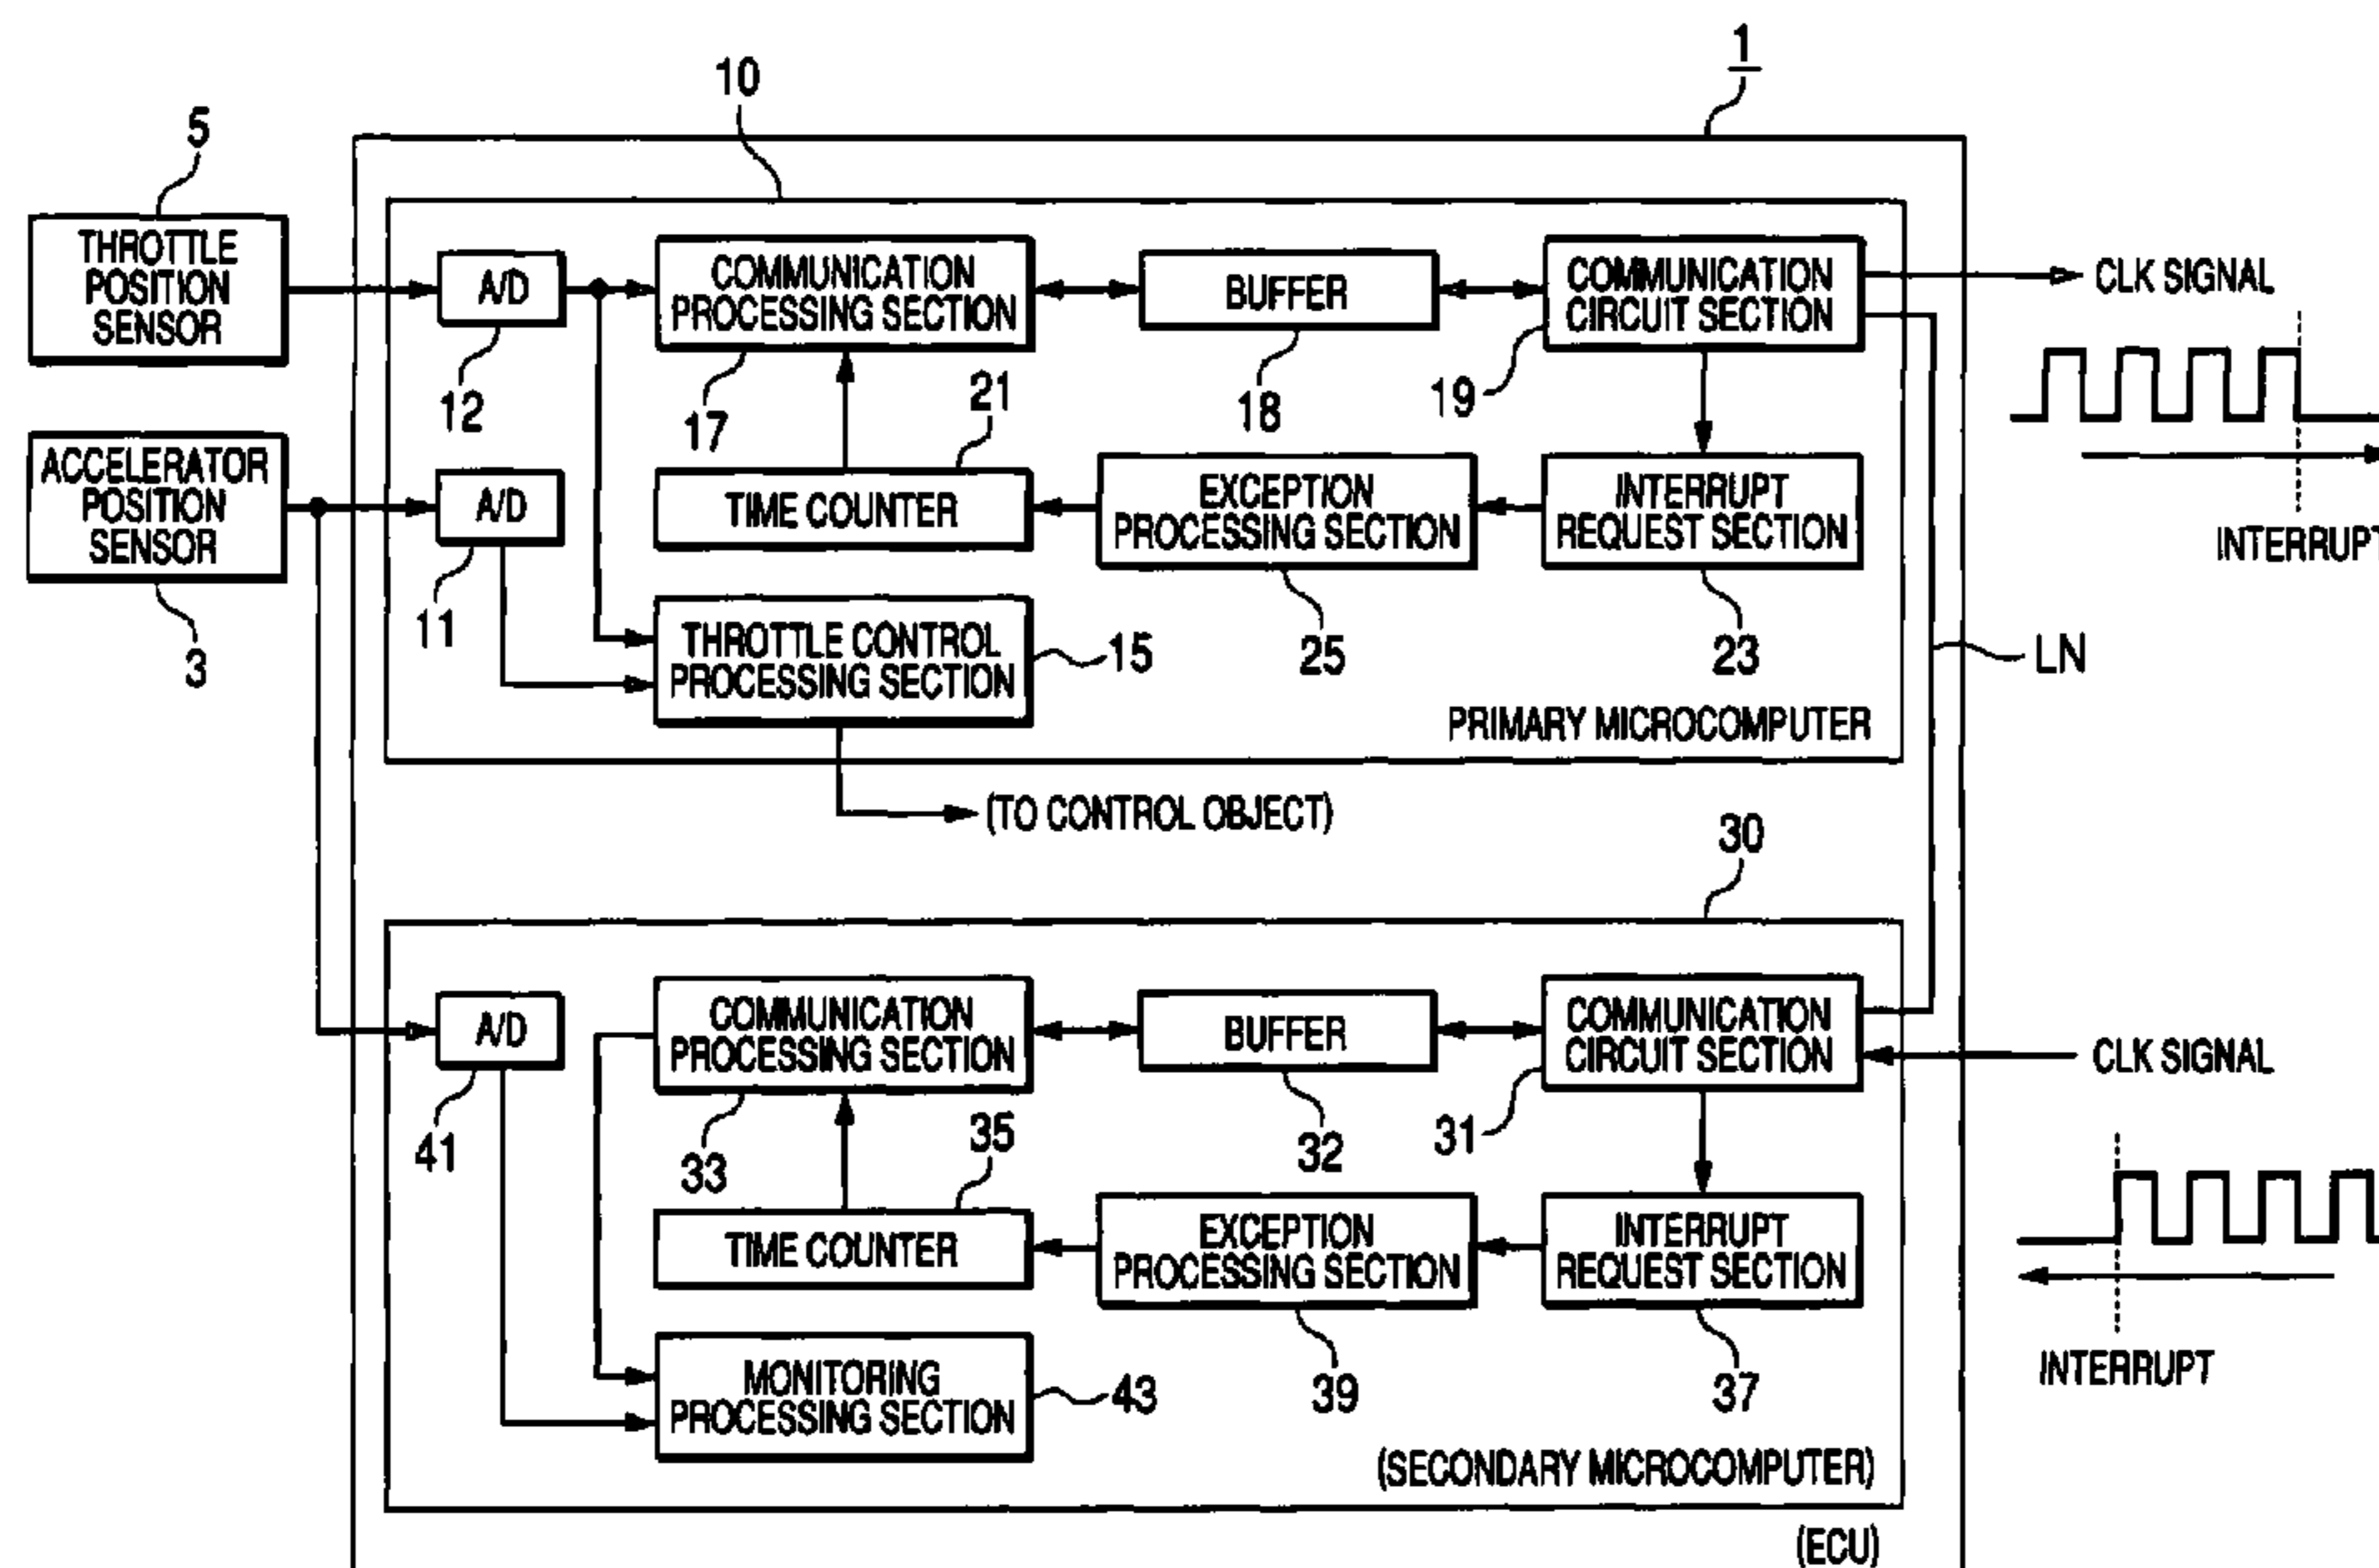 1
10
5
THROTTLE
POSITION
SENSOR
A/D
12
COMMUNICATION
PROCESSING SECTION
17
BUFFER
18
COMMUNICATION
CIRCUIT SECTION
19
CLK SIGNAL
ACCELERATOR
POSITION
SENSOR
3
A/D
11
21
TIME COUNTER
EXCEPTION
PROCESSING SECTION
25
INTERRUPT
REQUEST SECTION
23
INTERRUPT
THROTTLE CONTROL
PROCESSING SECTION
15
LN
PRIMARY MICROCOMPUTER
(TO CONTROL OBJECT)
30
A/D
41
COMMUNICATION
PROCESSING SECTION
33
BUFFER
32
COMMUNICATION
CIRCUIT SECTION
31
CLK SIGNAL
35
TIME COUNTER
EXCEPTION
PROCESSING SECTION
39
INTERRUPT
REQUEST SECTION
37
INTERRUPT
MONITORING
PROCESSING SECTION
43
(SECONDARY MICROCOMPUTER)
(ECU)